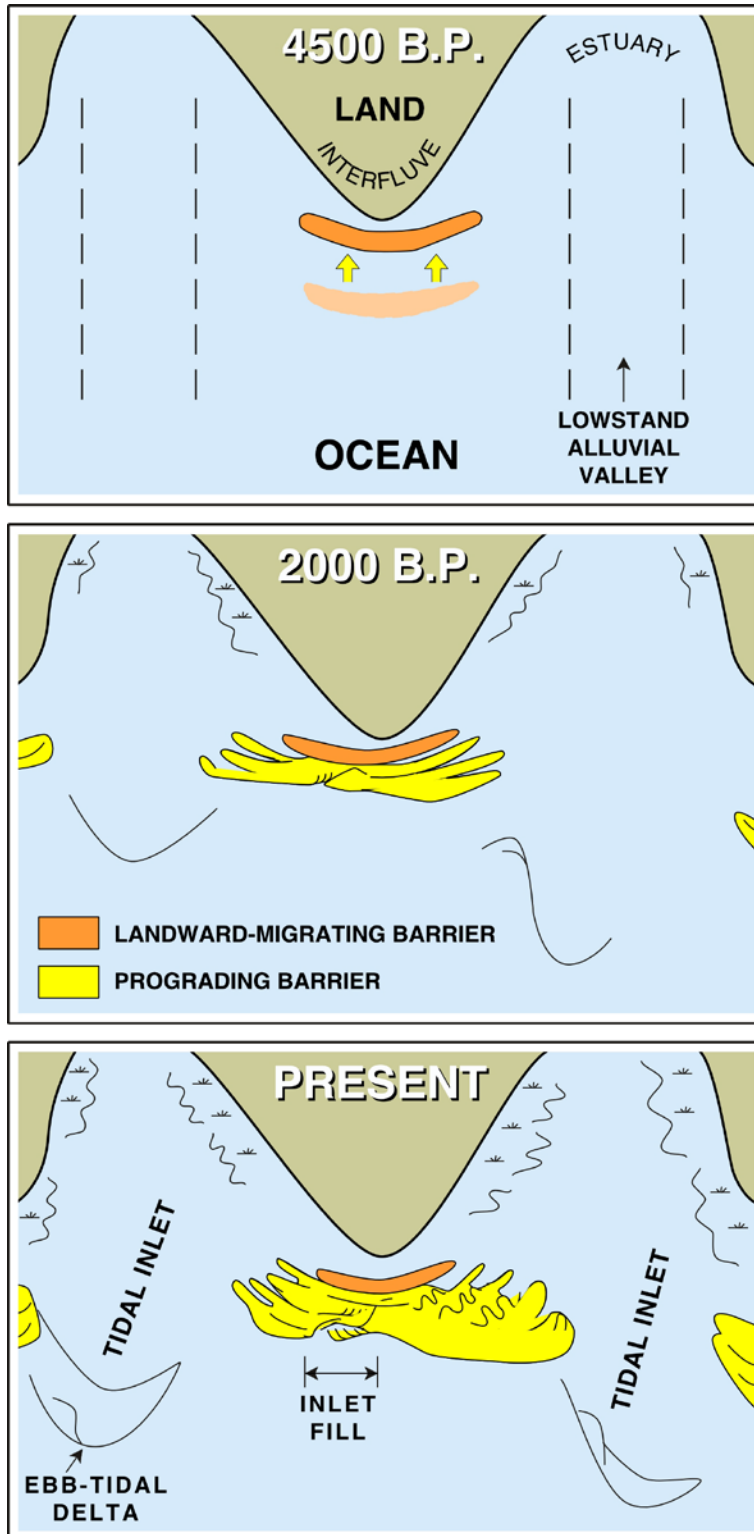 4500 B.P.
ESTUARY
LAND
INTERFLUVE
OCEAN
LOWSTAND
ALLUVIAL
VALLEY
2000 B.P.
LANDWARD-MIGRATING BARRIER
PROGRADING BARRIER
PRESENT
TIDAL INLET
TIDAL INLET
INLET
FILL
EBB-TIDAL
DELTA